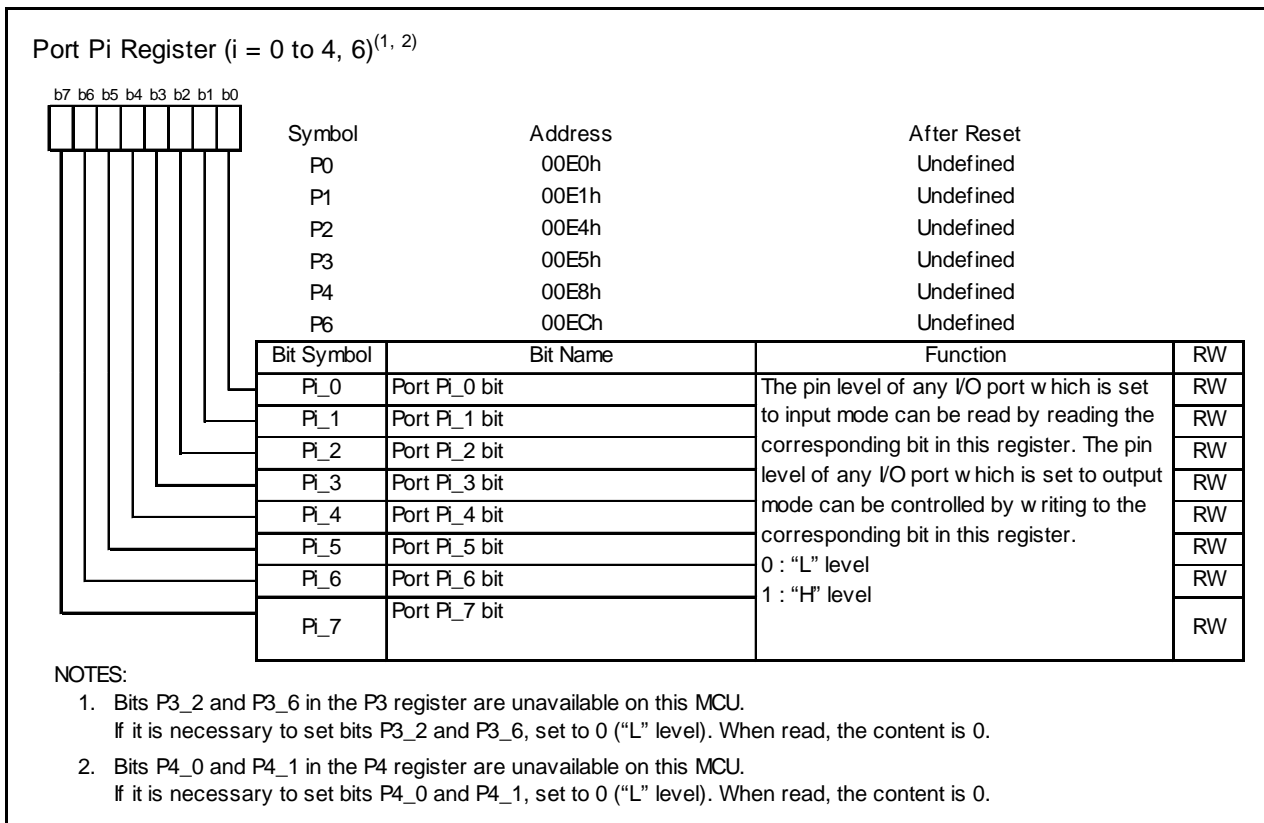 Port Pi Register (i = 0 to 4, 6)(1, 2)
b7 b6 b5 b4 b3 b2 b1 b0
Symbol Address After Reset
P0 00E0h Undefined
P1 00E1h Undefined
P2 00E4h Undefined
P3 00E5h Undefined
P4 00E8h Undefined
P6 00ECh Undefined
Bit Symbol Bit Name Function RW
Pi_0 Port Pi_0 bit The pin level of any I/O port which is set RW
Pi_1 Port Pi_1 bit to input mode can be read by reading the RW
Pi_2 Port Pi_2 bit corresponding bit in this register. The pin RW
Pi_3 Port Pi_3 bit level of any I/O port which is set to output RW
Pi_4 Port Pi_4 bit mode can be controlled by writing to the RW
Pi_5 Port Pi_5 bit corresponding bit in this register. RW
0 : “L” level
Pi_6 Port Pi_6 bit 1 : “H” level RW
Pi_7 Port Pi_7 bit RW
NOTES:
1. Bits P3_2 and P3_6 in the P3 register are unavailable on this MCU.
If it is necessary to set bits P3_2 and P3_6, set to 0 (“L” level). When read, the content is 0.
2. Bits P4_0 and P4_1 in the P4 register are unavailable on this MCU.
If it is necessary to set bits P4_0 and P4_1, set to 0 (“L” level). When read, the content is 0.